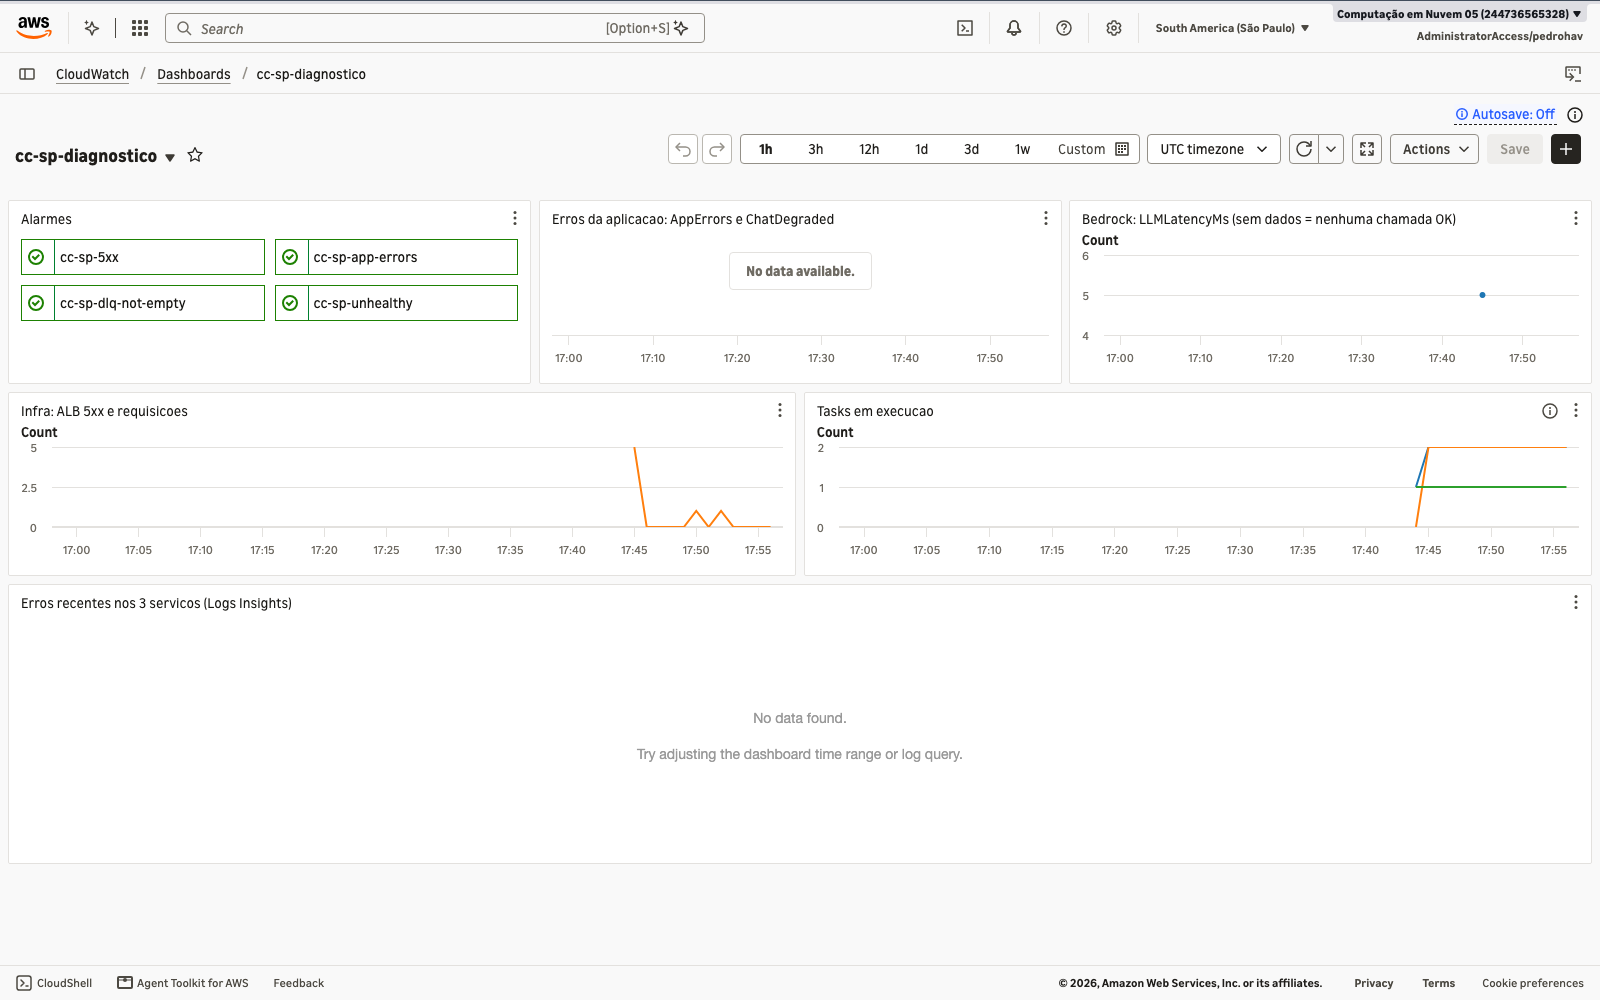 aws
Search
[Option+S]
South America (São Paulo)
Computação em Nuvem 05 (244736565328)
AdministratorAccess/pedrohav
CloudWatch / Dashboards / cc-sp-diagnostico
Autosave: Off
cc-sp-diagnostico
1h 3h 12h 1d 3d 1w Custom
UTC timezone
Actions
Save
Alarmes
cc-sp-5xx
cc-sp-app-errors
cc-sp-dlq-not-empty
cc-sp-unhealthy
Erros da aplicacao: AppErrors e ChatDegraded
No data available.
17:00 17:10 17:20 17:30 17:40 17:50
Bedrock: LLMLatencyMs (sem dados = nenhuma chamada OK)
Count
6
5
4
17:00 17:10 17:20 17:30 17:40 17:50
Infra: ALB 5xx e requisicoes
Count
5
2.5
0
17:00 17:05 17:10 17:15 17:20 17:25 17:30 17:35 17:40 17:45 17:50 17:55
Tasks em execucao
Count
2
1
0
17:00 17:05 17:10 17:15 17:20 17:25 17:30 17:35 17:40 17:45 17:50 17:55
Erros recentes nos 3 servicos (Logs Insights)
No data found.
Try adjusting the dashboard time range or log query.
CloudShell
Agent Toolkit for AWS
Feedback
© 2026, Amazon Web Services, Inc. or its affiliates.
Privacy
Terms
Cookie preferences